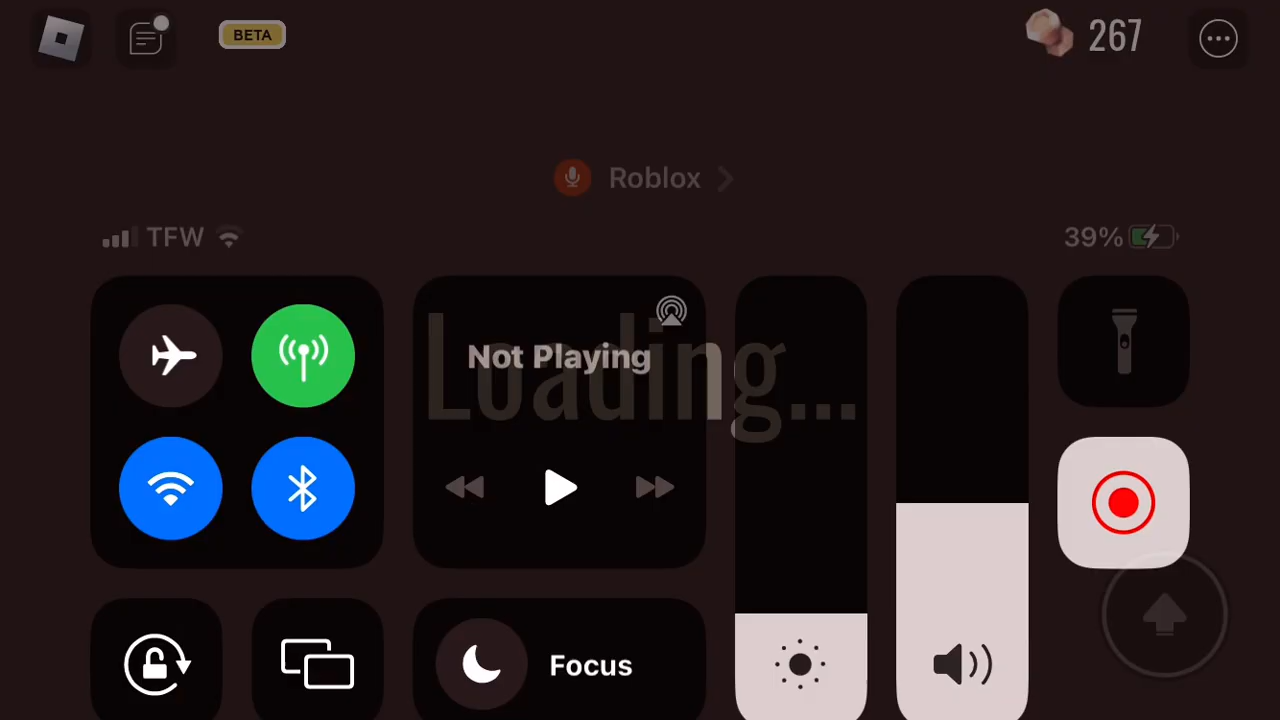 BETA
267
Roblox
TFW
39%
Not Playing
Loading...
Focus